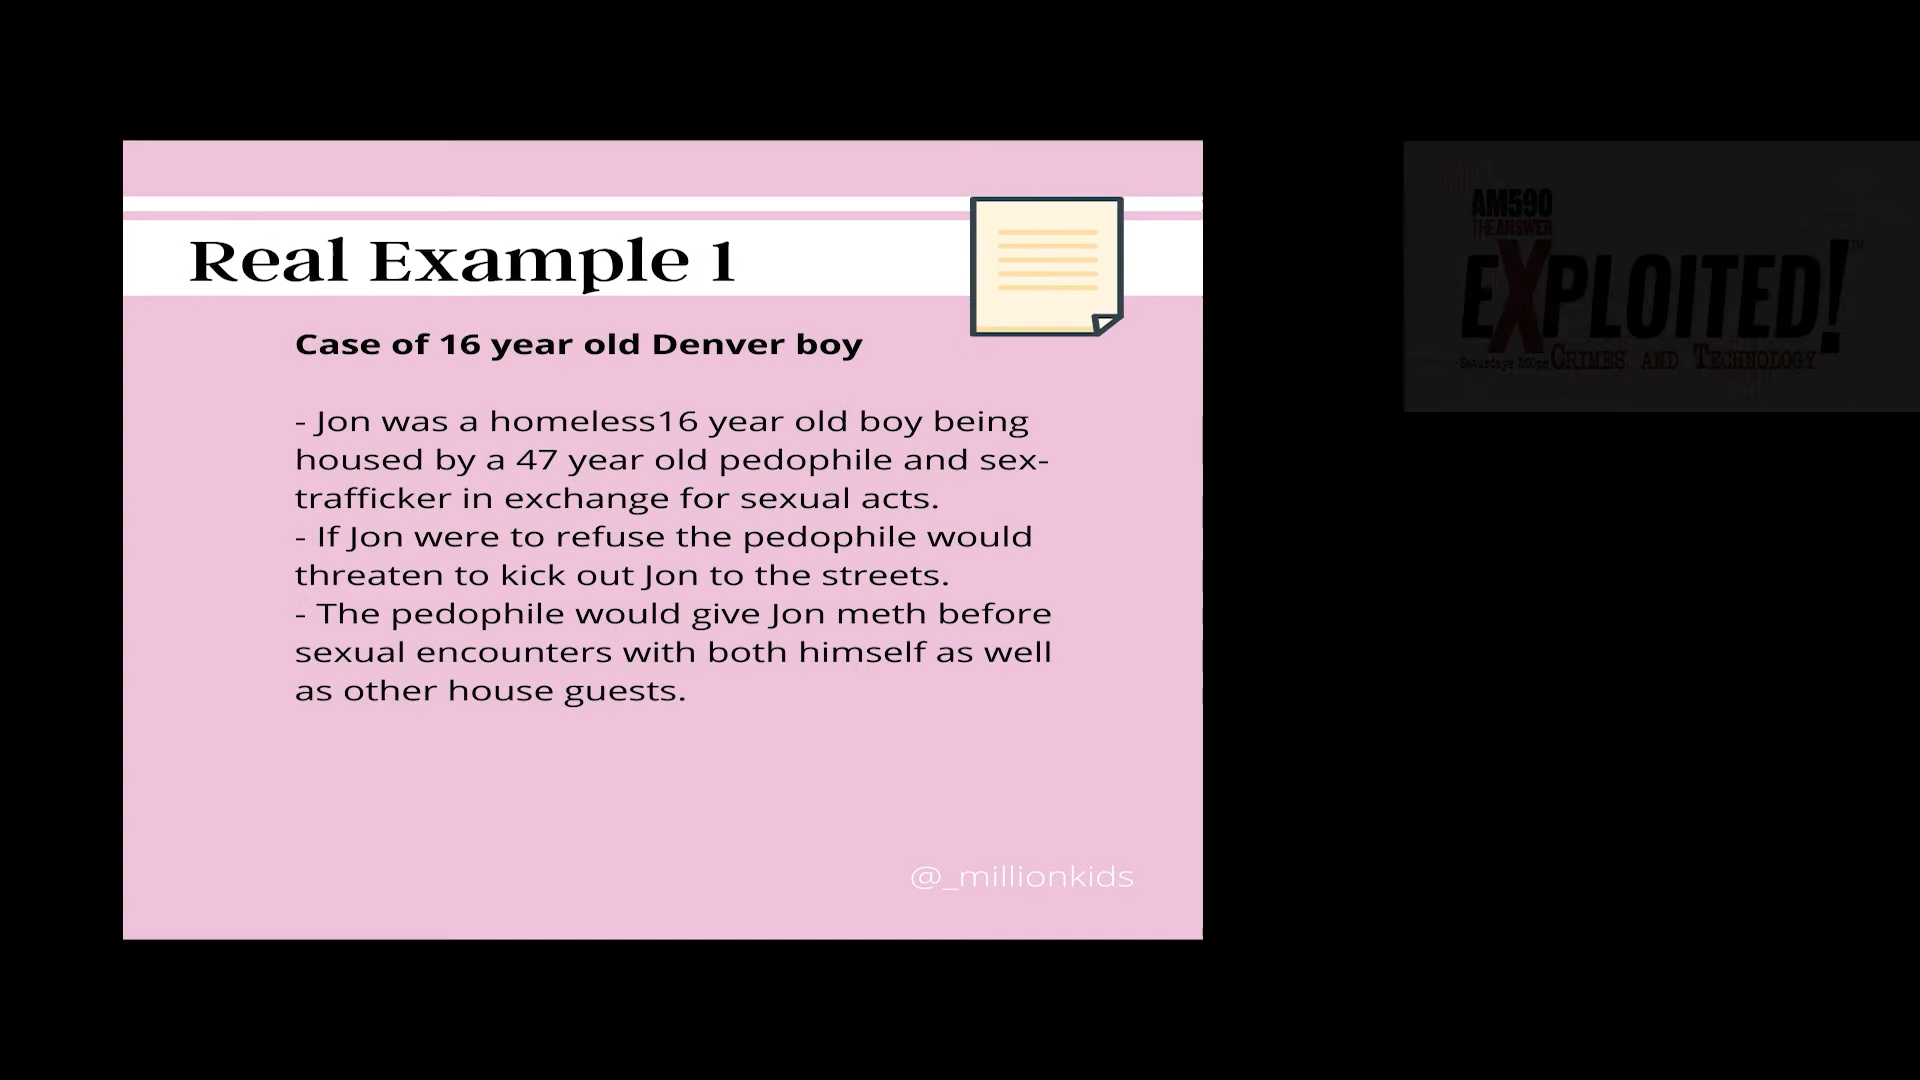 Real Example 1
Case of 16 year old Denver boy
- Jon was a homeless16 year old boy being
housed by a 47 year old pedophile and sex-
trafficker in exchange for sexual acts.
- If Jon were to refuse the pedophile would
threaten to kick out Jon to the streets.
- The pedophile would give Jon meth before
sexual encounters with both himself as well
as other house guests.
@_millionkids
AM590
THE ANSWER
EXPLOITED!
Saturdays CRIMES AND TECHNOLOGY